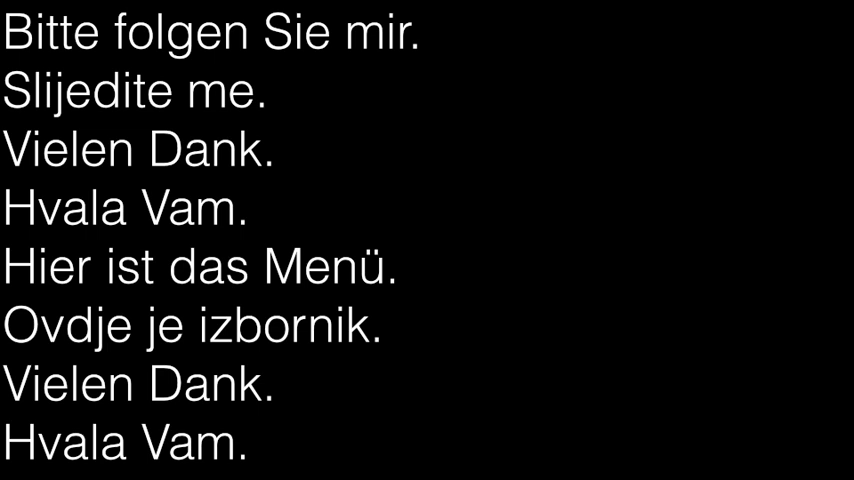 Bitte folgen Sie mir.
Slijedite me.
Vielen Dank.
Hvala Vam.
Hier ist das Menü.
Ovdje je izbornik.
Vielen Dank.
Hvala Vam.